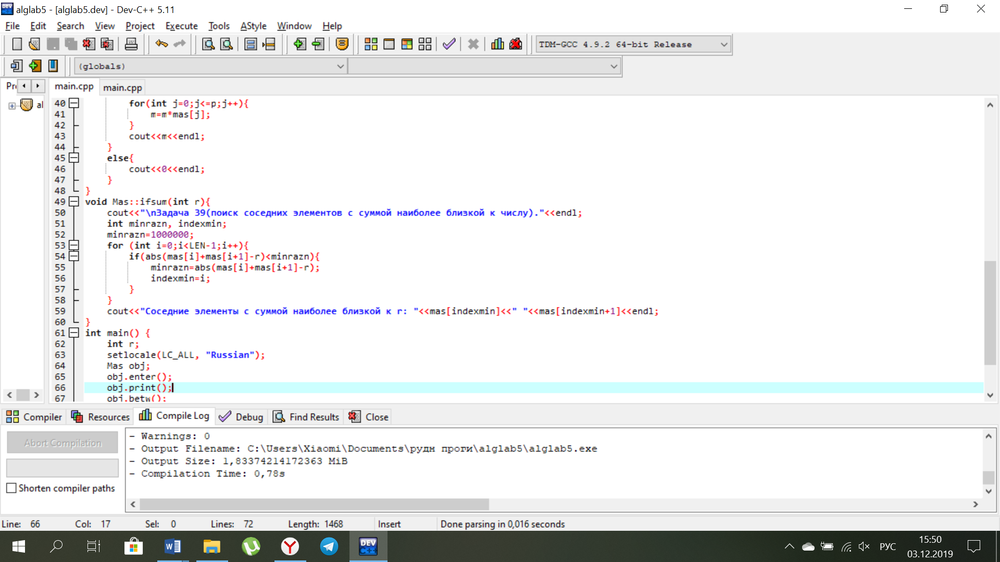 alglab5 - [alglab5.dev] - Dev-C++ 5.11
File Edit Search View Project Execute Tools AStyle Window Help
TDM-GCC 4.9.2 64-bit Release
(globals)
main.cpp main.cpp
al
40 for(int j=0;j<=p;j++){
41 m=m*mas[j];
42 }
43 cout<<m<<endl;
44 }
45 else{
46 cout<<0<<endl;
47 }
48 }
49 void Mas::ifsum(int r){
50 cout<<"\nЗадача 39(поиск соседних элементов с суммой наиболее близкой к числу)."<<endl;
51 int minrazn, indexmin;
52 minrazn=1000000;
53 for (int i=0;i<LEN-1;i++){
54 if(abs(mas[i]+mas[i+1]-r)<minrazn){
55 minrazn=abs(mas[i]+mas[i+1]-r);
56 indexmin=i;
57 }
58 }
59 cout<<"Соседние элементы с суммой наиболее близкой к r: "<<mas[indexmin]<<" "<<mas[indexmin+1]<<endl;
60 }
61 int main() {
62 int r;
63 setlocale(LC_ALL, "Russian");
64 Mas obj;
65 obj.enter();
66 obj.print();
67 obj.betw();
Compiler Resources Compile Log Debug Find Results Close
Abort Compilation
Shorten compiler paths
- Warnings: 0
- Output Filename: C:\Users\Xiaomi\Documents\рудн проги\alglab5\alglab5.exe
- Output Size: 1,83374214172363 MiB
- Compilation Time: 0,78s
Line: 66 Col: 17 Sel: 0 Lines: 72 Length: 1468 Insert Done parsing in 0,016 seconds
DEV C++
РУС
15:50
03.12.2019